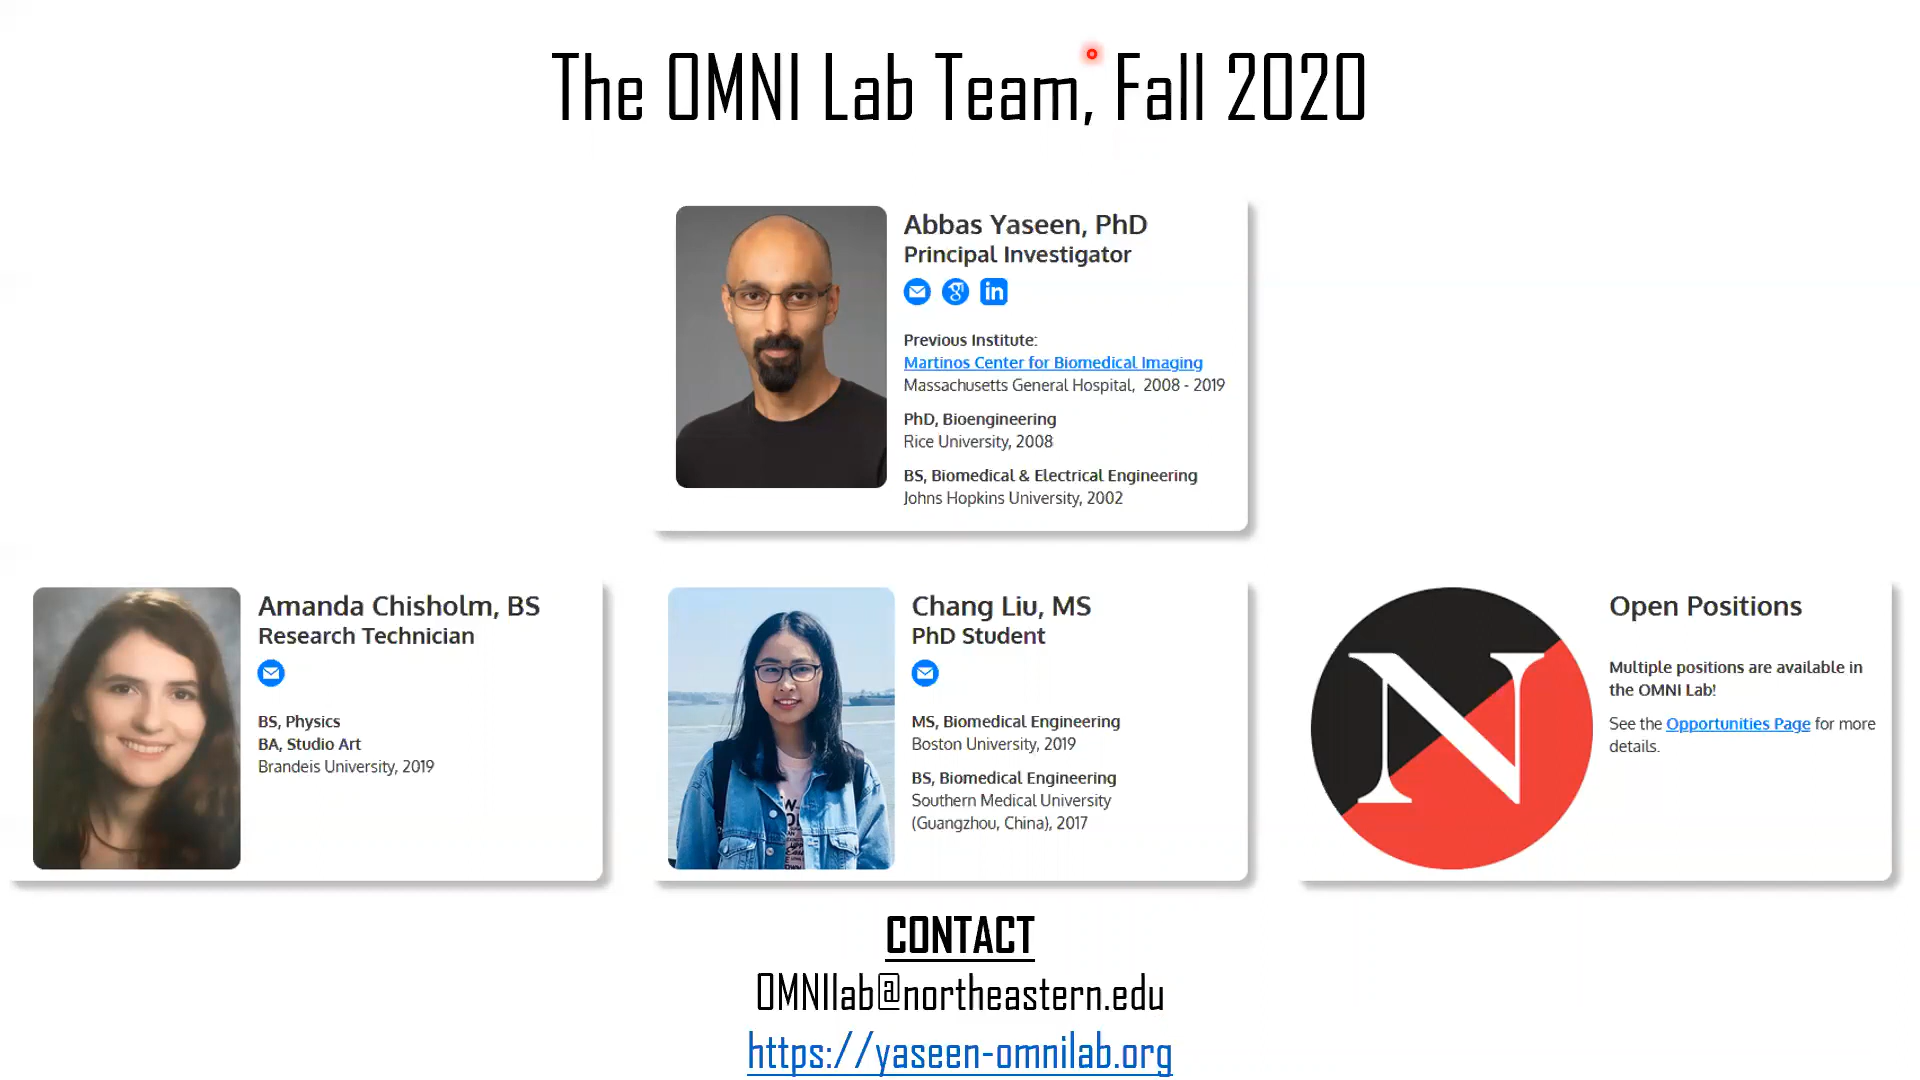 The OMNI Lab Team, Fall 2020
Abbas Yaseen, PhD
Principal Investigator
in
Previous Institute:
Martinos Center for Biomedical Imaging
Massachusetts General Hospital, 2008 - 2019
PhD, Bioengineering
Rice University, 2008
BS, Biomedical & Electrical Engineering
Johns Hopkins University, 2002
Amanda Chisholm, BS
Research Technician
BS, Physics
BA, Studio Art
Brandeis University, 2019
Chang Liu, MS
PhD Student
MS, Biomedical Engineering
Boston University, 2019
BS, Biomedical Engineering
Southern Medical University
(Guangzhou, China), 2017
N
Open Positions
Multiple positions are available in
the OMNI Lab!
See the Opportunities Page for more
details.
CONTACT
OMNIlab@northeastern.edu
https://yaseen-omnilab.org